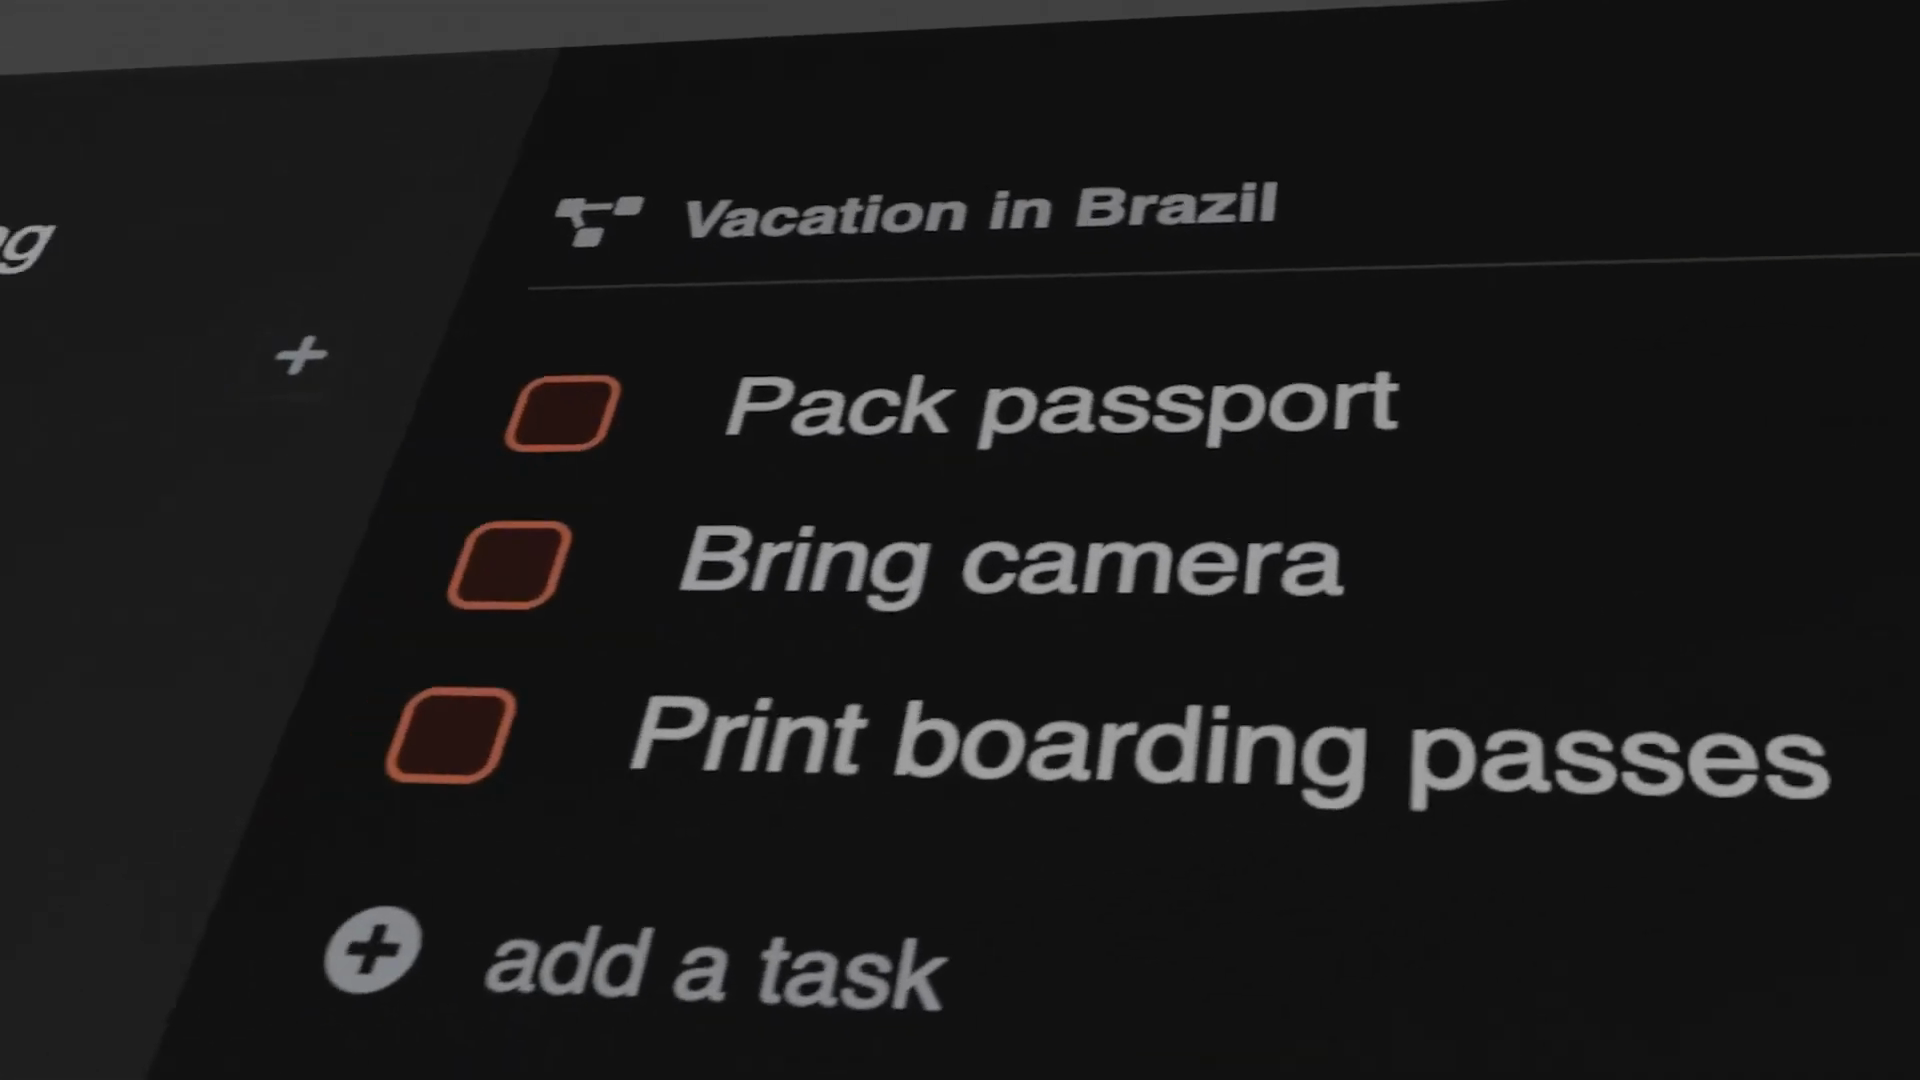 Vacation in Brazil
Pack passport
Bring camera
Print boarding passes
add a task